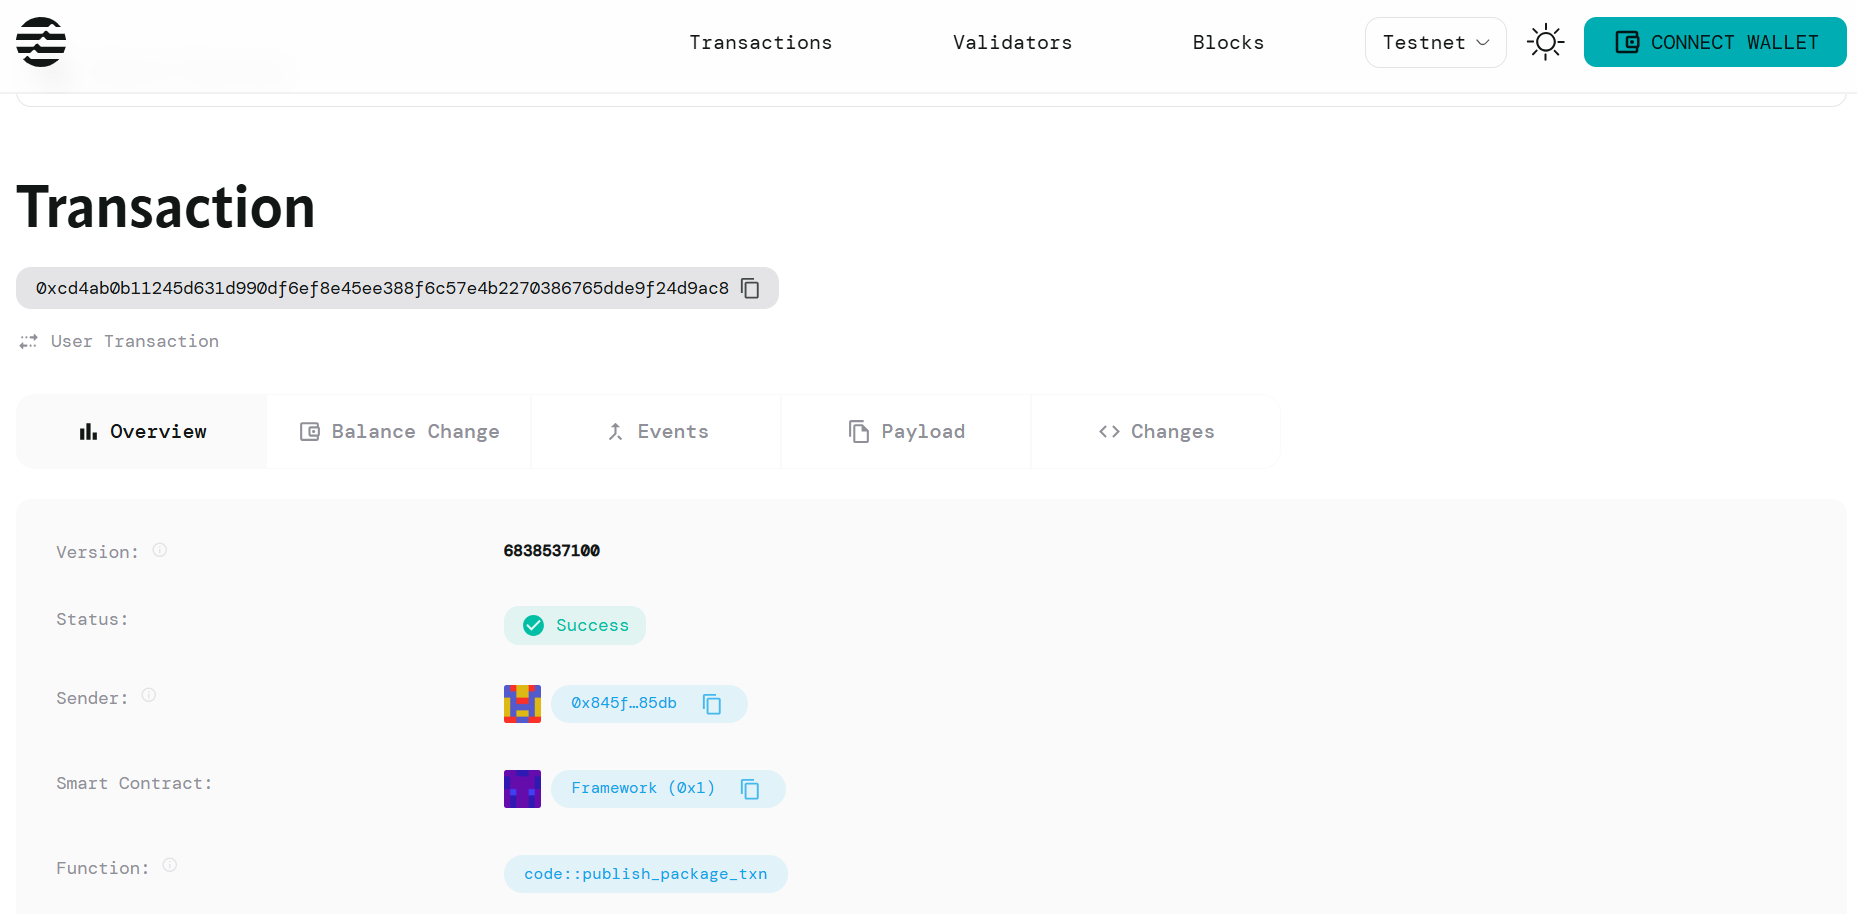 Transactions Validators Blocks Testnet CONNECT WALLET
Transaction
0xcd4ab0b11245d631d990df6ef8e45ee388f6c57e4b2270386765dde9f24d9ac8
User Transaction
Overview Balance Change Events Payload Changes
Version: 6838537100
Status: Success
Sender: 0x845f…85db
Smart Contract: Framework (0x1)
Function: code::publish_package_txn